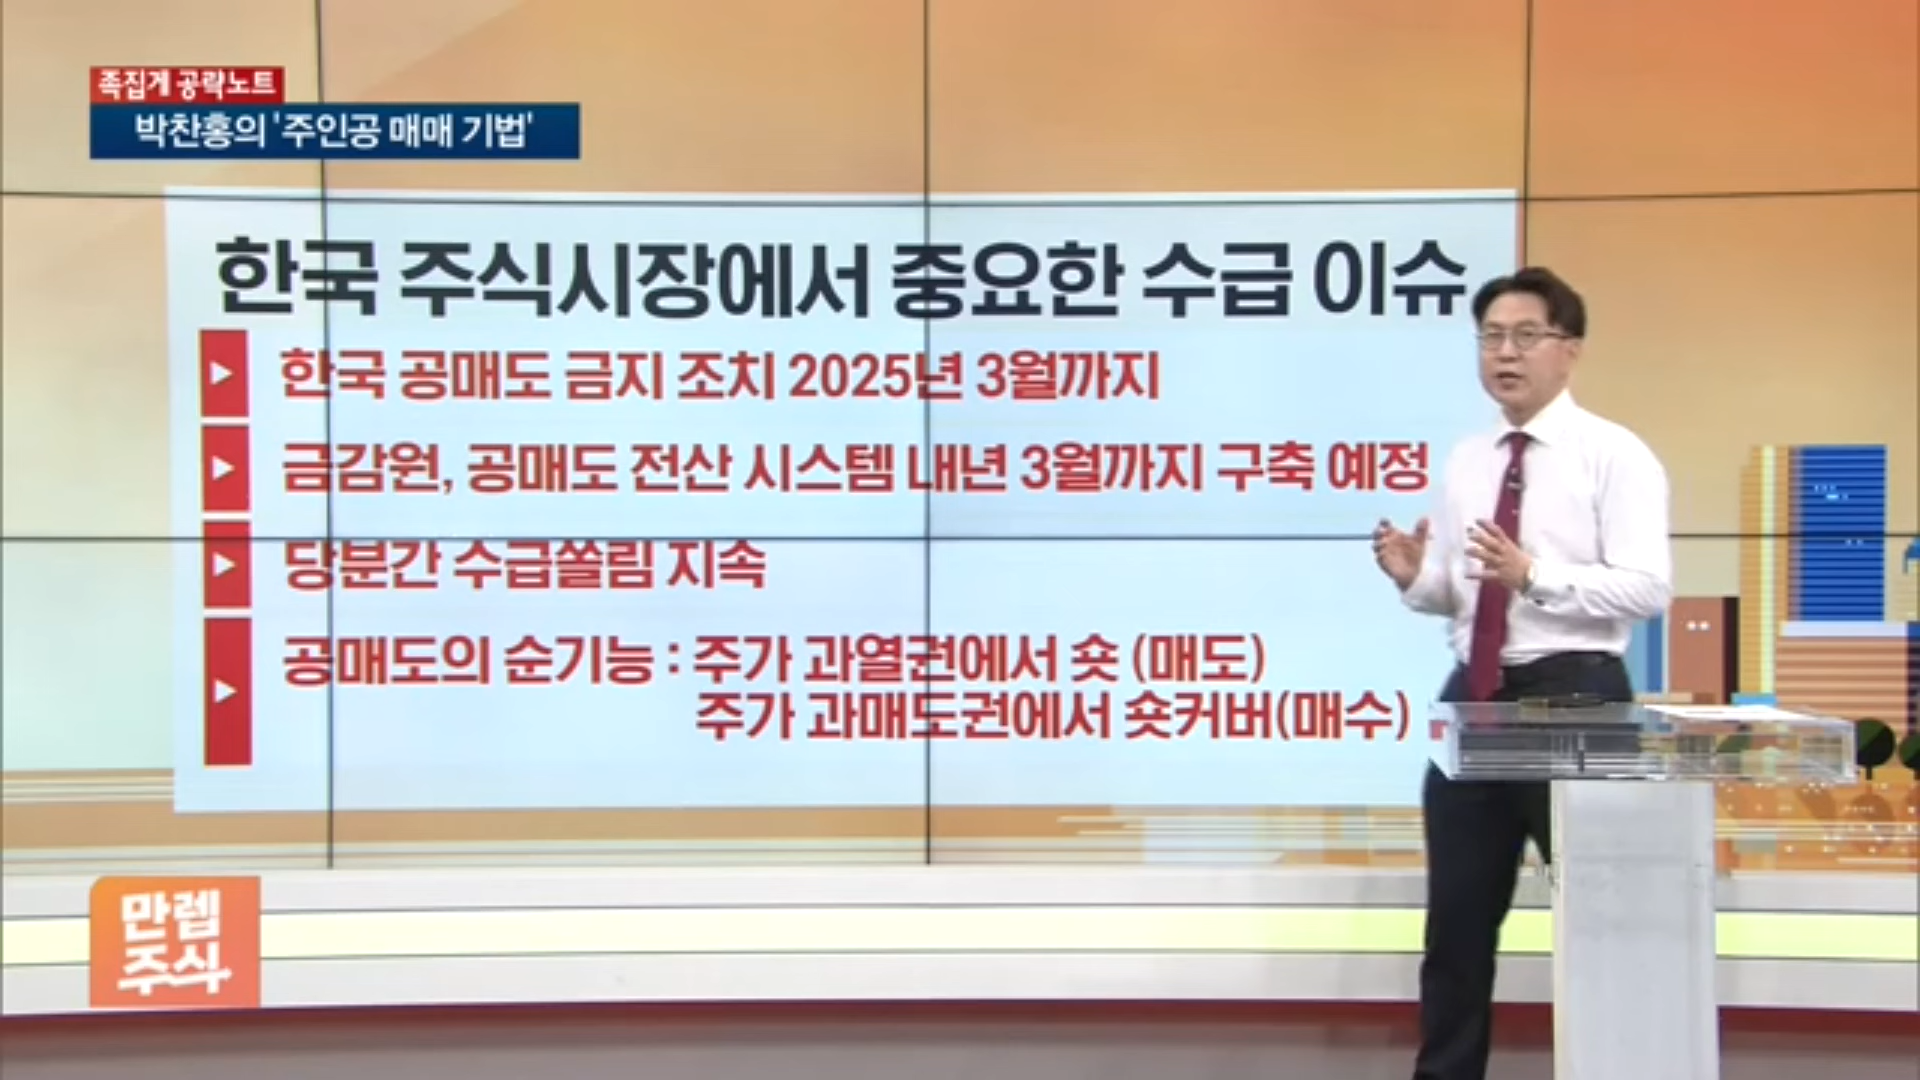 족집게 공략노트
박찬홍의 '주인공 매매 기법'
한국 주식시장에서 중요한 수급 이슈
한국 공매도 금지 조치 2025년 3월까지
금감원, 공매도 전산 시스템 내년 3월까지 구축 예정
당분간 수급쏠림 지속
공매도의 순기능 : 주가 과열권에서 숏 (매도)
주가 과매도권에서 숏커버(매수)
만렙
주식